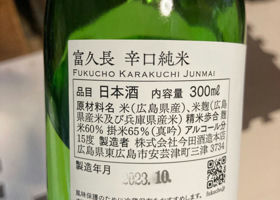 富久長 辛口純米
FUKUCHO KARAKUCHI JUNMAI
品目 日本酒 内容量 300ml
原材料名 米(広島県産)、米麹(広島
県産米及び兵庫県産米) 精米歩合 麹
米60% 掛米65%(真吟) アルコール分
15度 製造者 株式会社今田酒造本店
広島県東広島市安芸津町三津 3734
製造年月
2023.10.